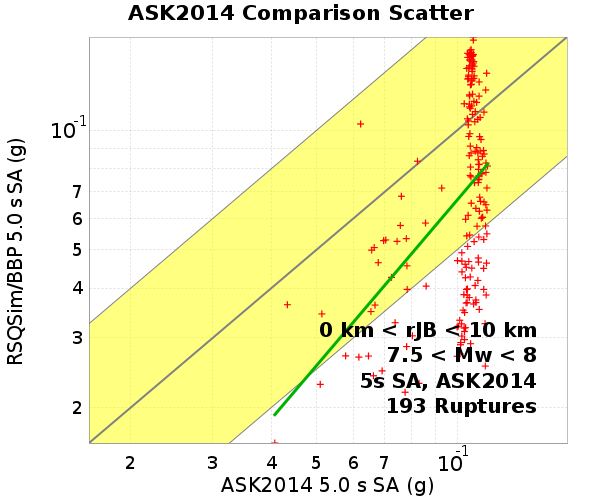 ASK2014 Comparison Scatter
RSQSim/BBP 5.0 s SA (g)
10-1
7
6
5
4
3
2
0 km < rJB < 10 km
7.5 < Mw < 8
5s SA, ASK2014
193 Ruptures
2 3 4 5 6 7 10-1
ASK2014 5.0 s SA (g)